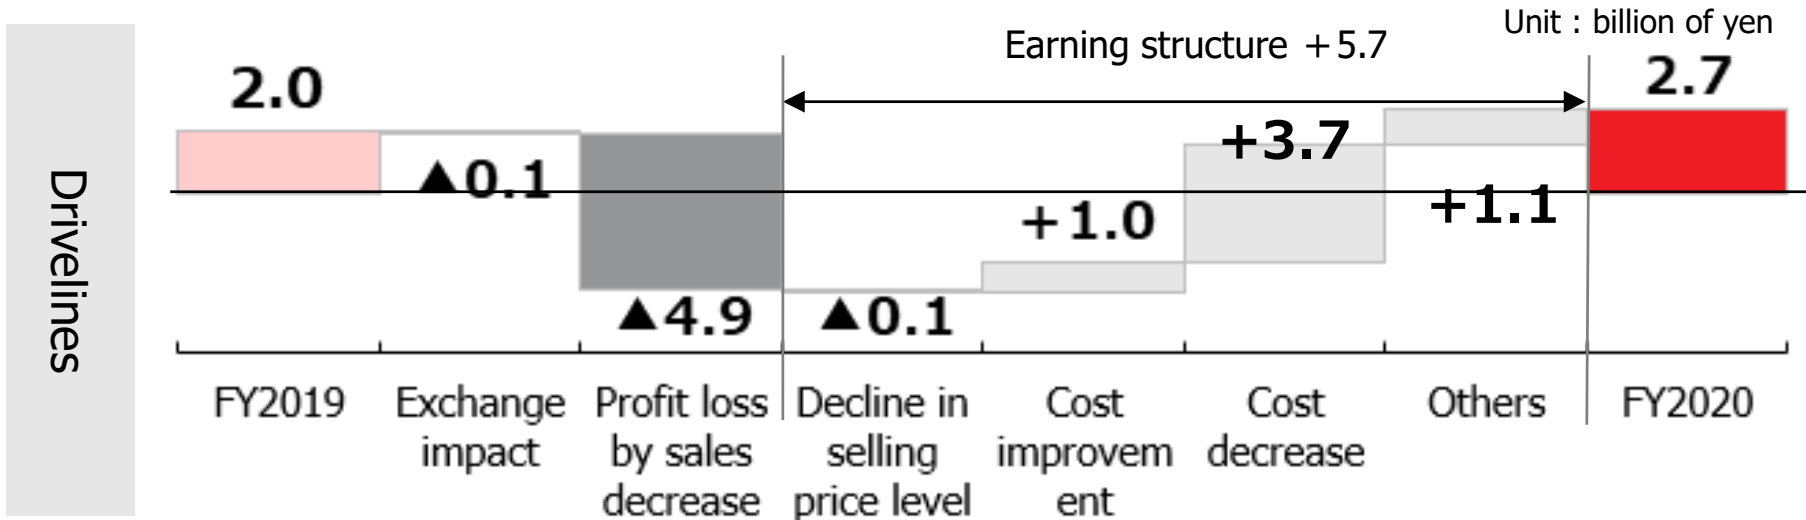 Unit : billion of yen
Earning structure +5.7
Drivelines
2.0
▲0.1
▲4.9
▲0.1
+1.0
+3.7
+1.1
2.7
FY2019
Exchange
impact
Profit loss
by sales
decrease
Decline in
selling
price level
Cost
improvem
ent
Cost
decrease
Others
FY2020